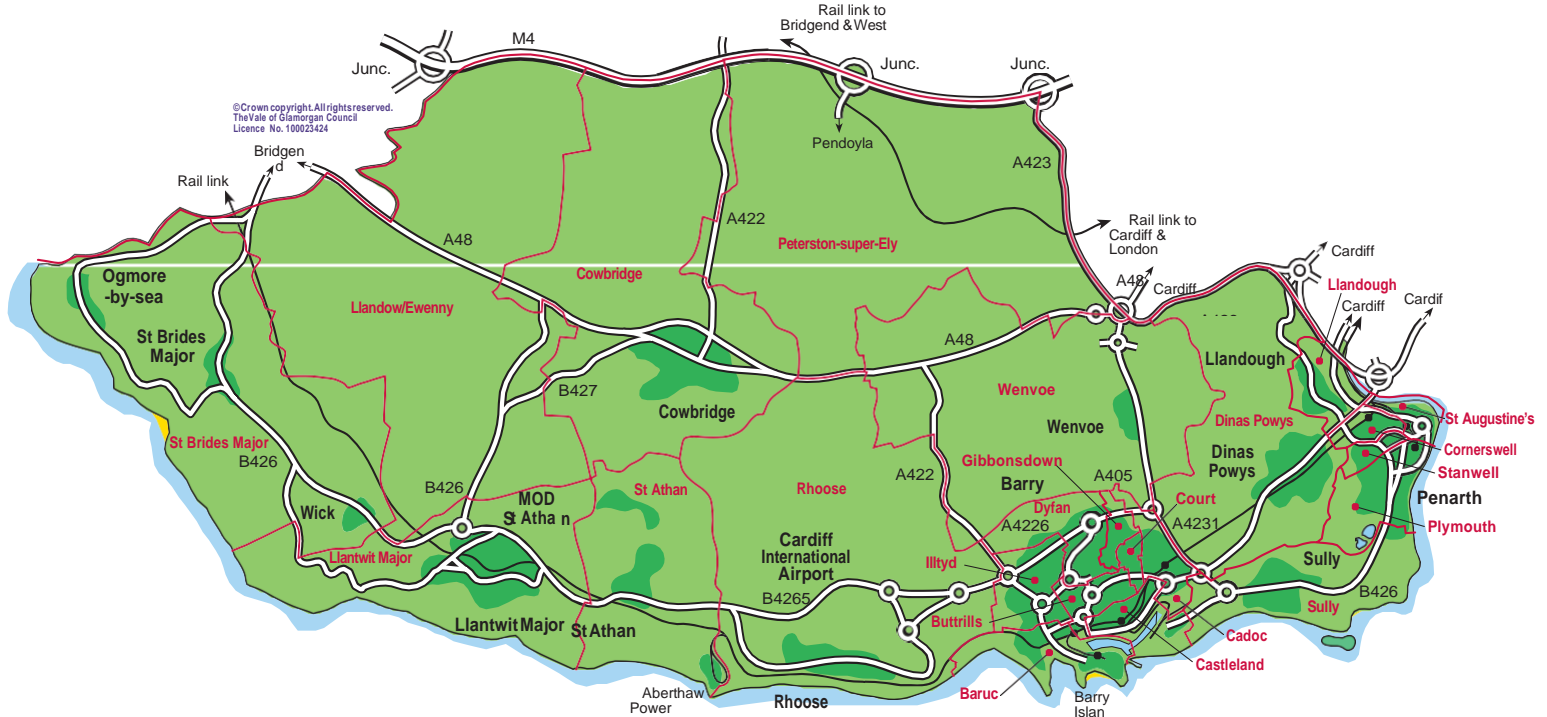 Rail link to
Bridgend & West
M4
Junc.
Junc.
Junc.
©Crown copyright. All rights reserved.
The Vale of Glamorgan Council
Licence No. 100023424
Bridgen
d
Rail link
Pendoyla
A423
A422
Rail link to
Cardiff &
London
A48
Peterston-super-Ely
Cowbridge
Ogmore
-by-sea
Llandow/Ewenny
A48
Cardiff
Cardiff
Llandough
Cardiff
Cardif
St Brides
Major
A48
Llandough
B427
Cowbridge
Wenvoe
Wenvoe
Dinas Powys
St Augustine's
Cornerswell
Stanwell
St Brides Major
B426
Dinas
Powys
Gibbonsdown
A422
Barry
A405
Court
Penarth
Plymouth
B426
MOD
St Atha n
St Athan
Rhoose
Dyfan
A4226
A4231
Wick
Llantwit Major
Cardiff
International
Airport
Illtyd
Sully
B4265
B426
Sully
Buttrills
Llantwit Major
St Athan
Cadoc
Castleland
Aberthaw
Power
Rhoose
Baruc
Barry
Islan